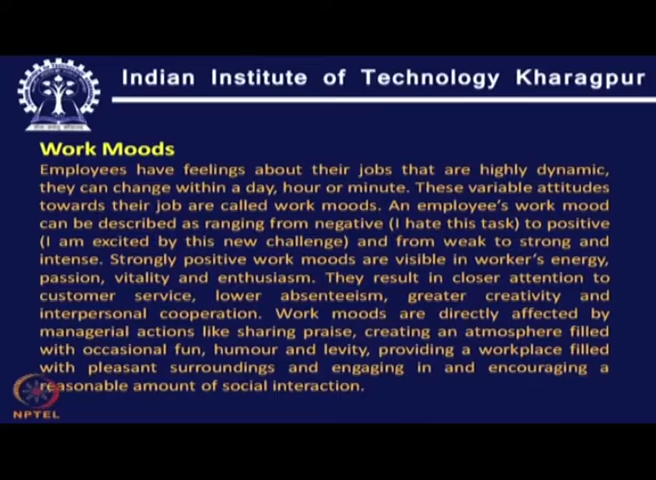 Indian Institute of Technology Kharagpur
Work Moods
Employees have feelings about their jobs that are highly dynamic,
they can change within a day, hour or minute. These variable attitudes
towards their job are called work moods. An employee's work mood
can be described as ranging from negative (I hate this task) to positive
(I am excited by this new challenge) and from weak to strong and
intense. Strongly positive work moods are visible in worker's energy,
passion, vitality and enthusiasm. They result in closer attention to
customer service, lower absenteeism, greater creativity and
interpersonal cooperation. Work moods are directly affected by
managerial actions like sharing praise, creating an atmosphere filled
with occasional fun, humour and levity, providing a workplace filled
with pleasant surroundings and engaging in and encouraging a
reasonable amount of social interaction.
NPTEL